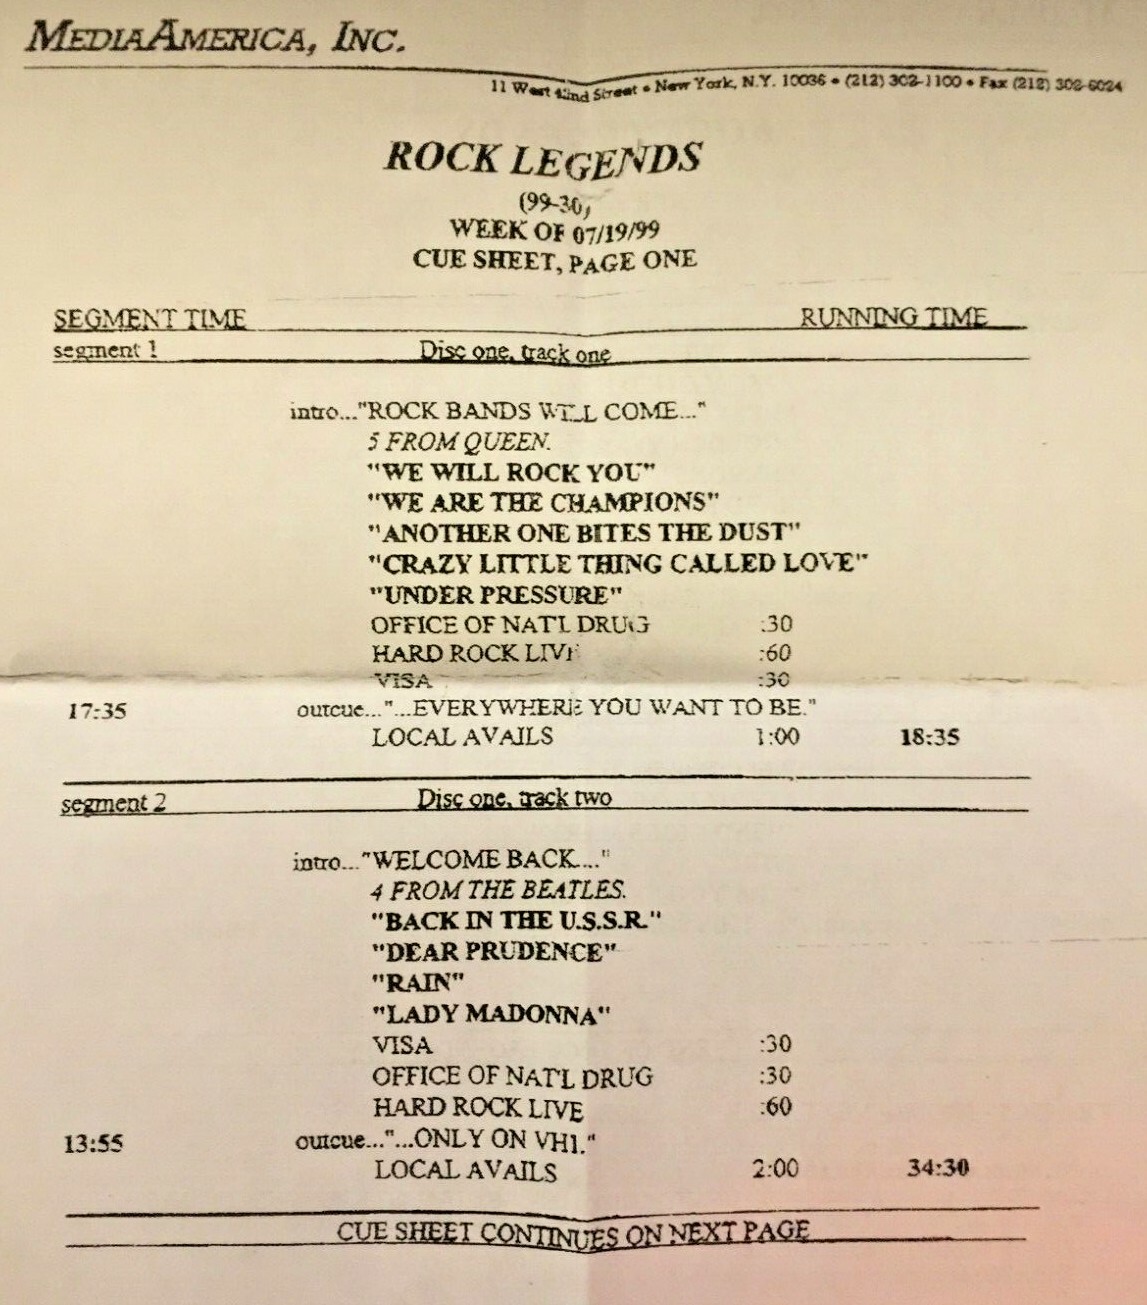 MEDIAAMERICA, INC.
11 West 42nd Street • New York, N.Y. 10036 • (212) 302-1100 • Fax (212) 302-6024
ROCK LEGENDS
(99-30)
WEEK OF 07/19/99
CUE SHEET, PAGE ONE
SEGMENT TIME RUNNING TIME
segment 1 Disc one, track one
intro..."ROCK BANDS WILL COME..."
5 FROM QUEEN.
"WE WILL ROCK YOU"
"WE ARE THE CHAMPIONS"
"ANOTHER ONE BITES THE DUST"
"CRAZY LITTLE THING CALLED LOVE"
"UNDER PRESSURE"
OFFICE OF NAT'L DRUG :30
HARD ROCK LIVE :60
VISA :30
17:35 outcue..."...EVERYWHERE YOU WANT TO BE."
LOCAL AVAILS 1:00 18:35
segment 2 Disc one, track two
intro..."WELCOME BACK..."
4 FROM THE BEATLES.
"BACK IN THE U.S.S.R."
"DEAR PRUDENCE"
"RAIN"
"LADY MADONNA"
VISA :30
OFFICE OF NAT'L DRUG :30
HARD ROCK LIVE :60
13:55 outcue..."...ONLY ON VH1."
LOCAL AVAILS 2:00 34:30
CUE SHEET CONTINUES ON NEXT PAGE